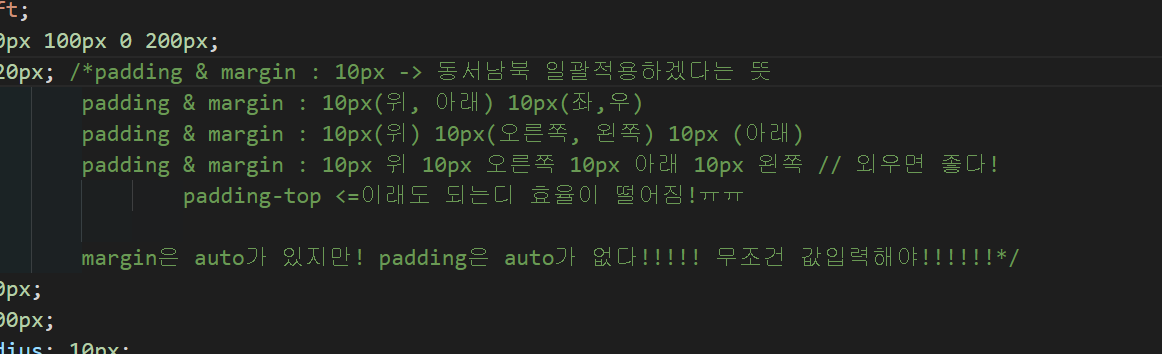 ft;
0px 100px 0 200px;
20px; /*padding & margin : 10px -> 동서남북 일괄적용하겠다는 뜻
padding & margin : 10px(위, 아래) 10px(좌,우)
padding & margin : 10px(위) 10px(오른쪽, 왼쪽) 10px (아래)
padding & margin : 10px 위 10px 오른쪽 10px 아래 10px 왼쪽 // 외우면 좋다!
padding-top <=이래도 되는디 효율이 떨어짐!ㅠㅠ
margin은 auto가 있지만! padding은 auto가 없다!!!!! 무조건 값입력해야!!!!!!*/
0px;
00px;
dius: 10px;